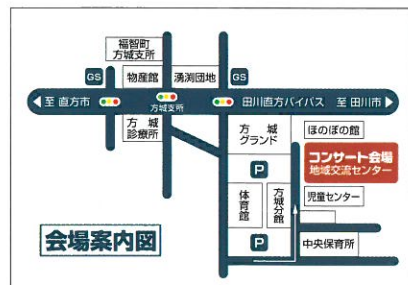 福智町
方城支所
GS
物産館
湧渕団地
GS
至 直方市
方城支所
田川直方バイパス
至 田川市
方城
診療所
方城
グランド
ほのぼの館
コンサート会場
地域交流センター
P
体育館
方城分館
児童センター
P
中央保育所
会場案内図